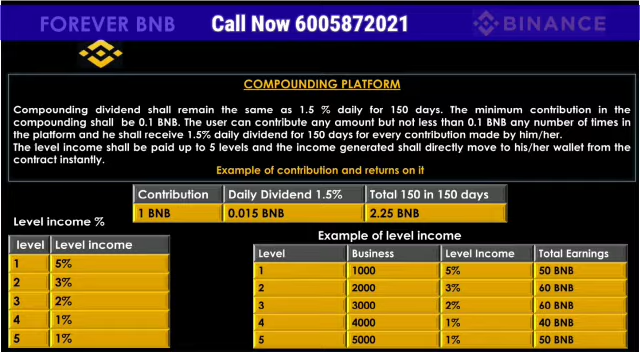 FOREVER BNB Call Now 6005872021 BINANCE
COMPOUNDING PLATFORM
Compounding dividend shall remain the same as 1.5 % daily for 150 days. The minimum contribution in the
compounding shall be 0.1 BNB. The user can contribute any amount but not less than 0.1 BNB any number of times in
the platform and he shall receive 1.5% daily dividend for 150 days for every contribution made by him/her.
The level income shall be paid up to 5 levels and the income generated shall directly move to his/her wallet from the
contract instantly.
Example of contribution and returns on it
Contribution Daily Dividend 1.5% Total 150 in 150 days
1 BNB 0.015 BNB 2.25 BNB
Level income %
level Level income
1 5%
2 3%
3 2%
4 1%
5 1%
Example of level income
Level Business Level Income Total Earnings
1 1000 5% 50 BNB
2 2000 3% 60 BNB
3 3000 2% 60 BNB
4 4000 1% 40 BNB
5 5000 1% 50 BNB